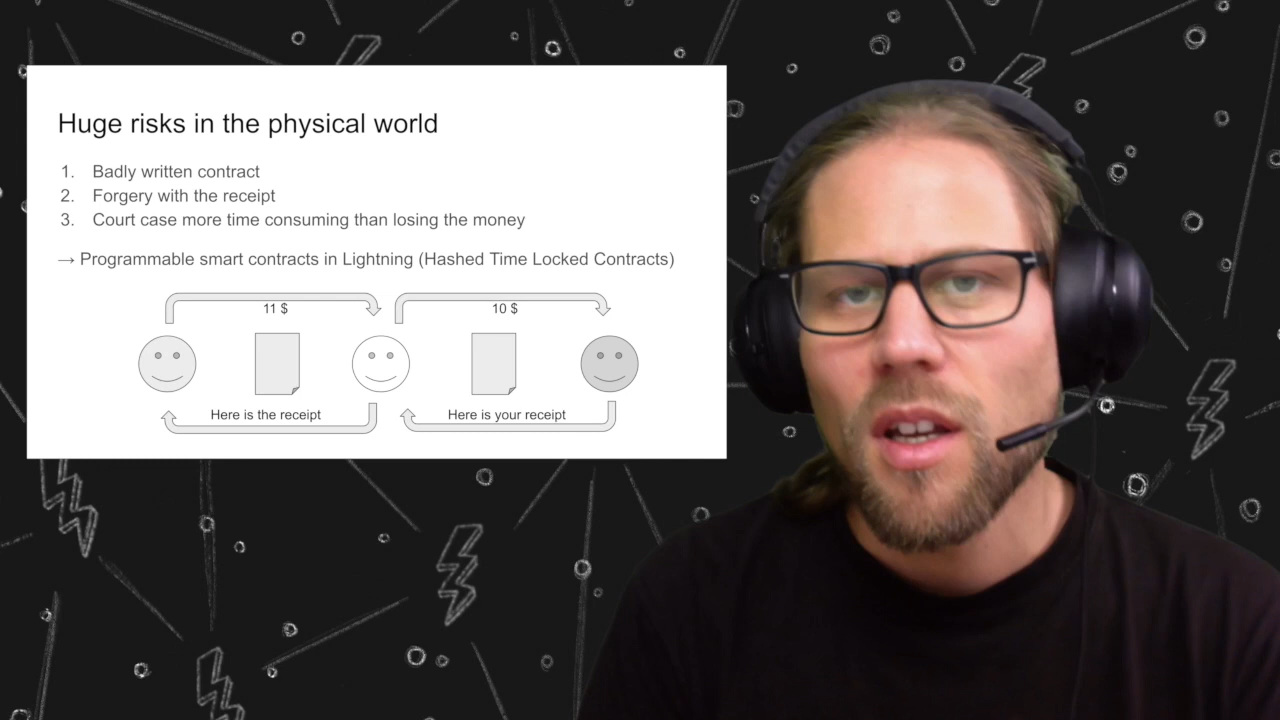 Huge risks in the physical world
1. Badly written contract
2. Forgery with the receipt
3. Court case more time consuming than losing the money
→ Programmable smart contracts in Lightning (Hashed Time Locked Contracts)
11 $
10 $
Here is the receipt
Here is your receipt